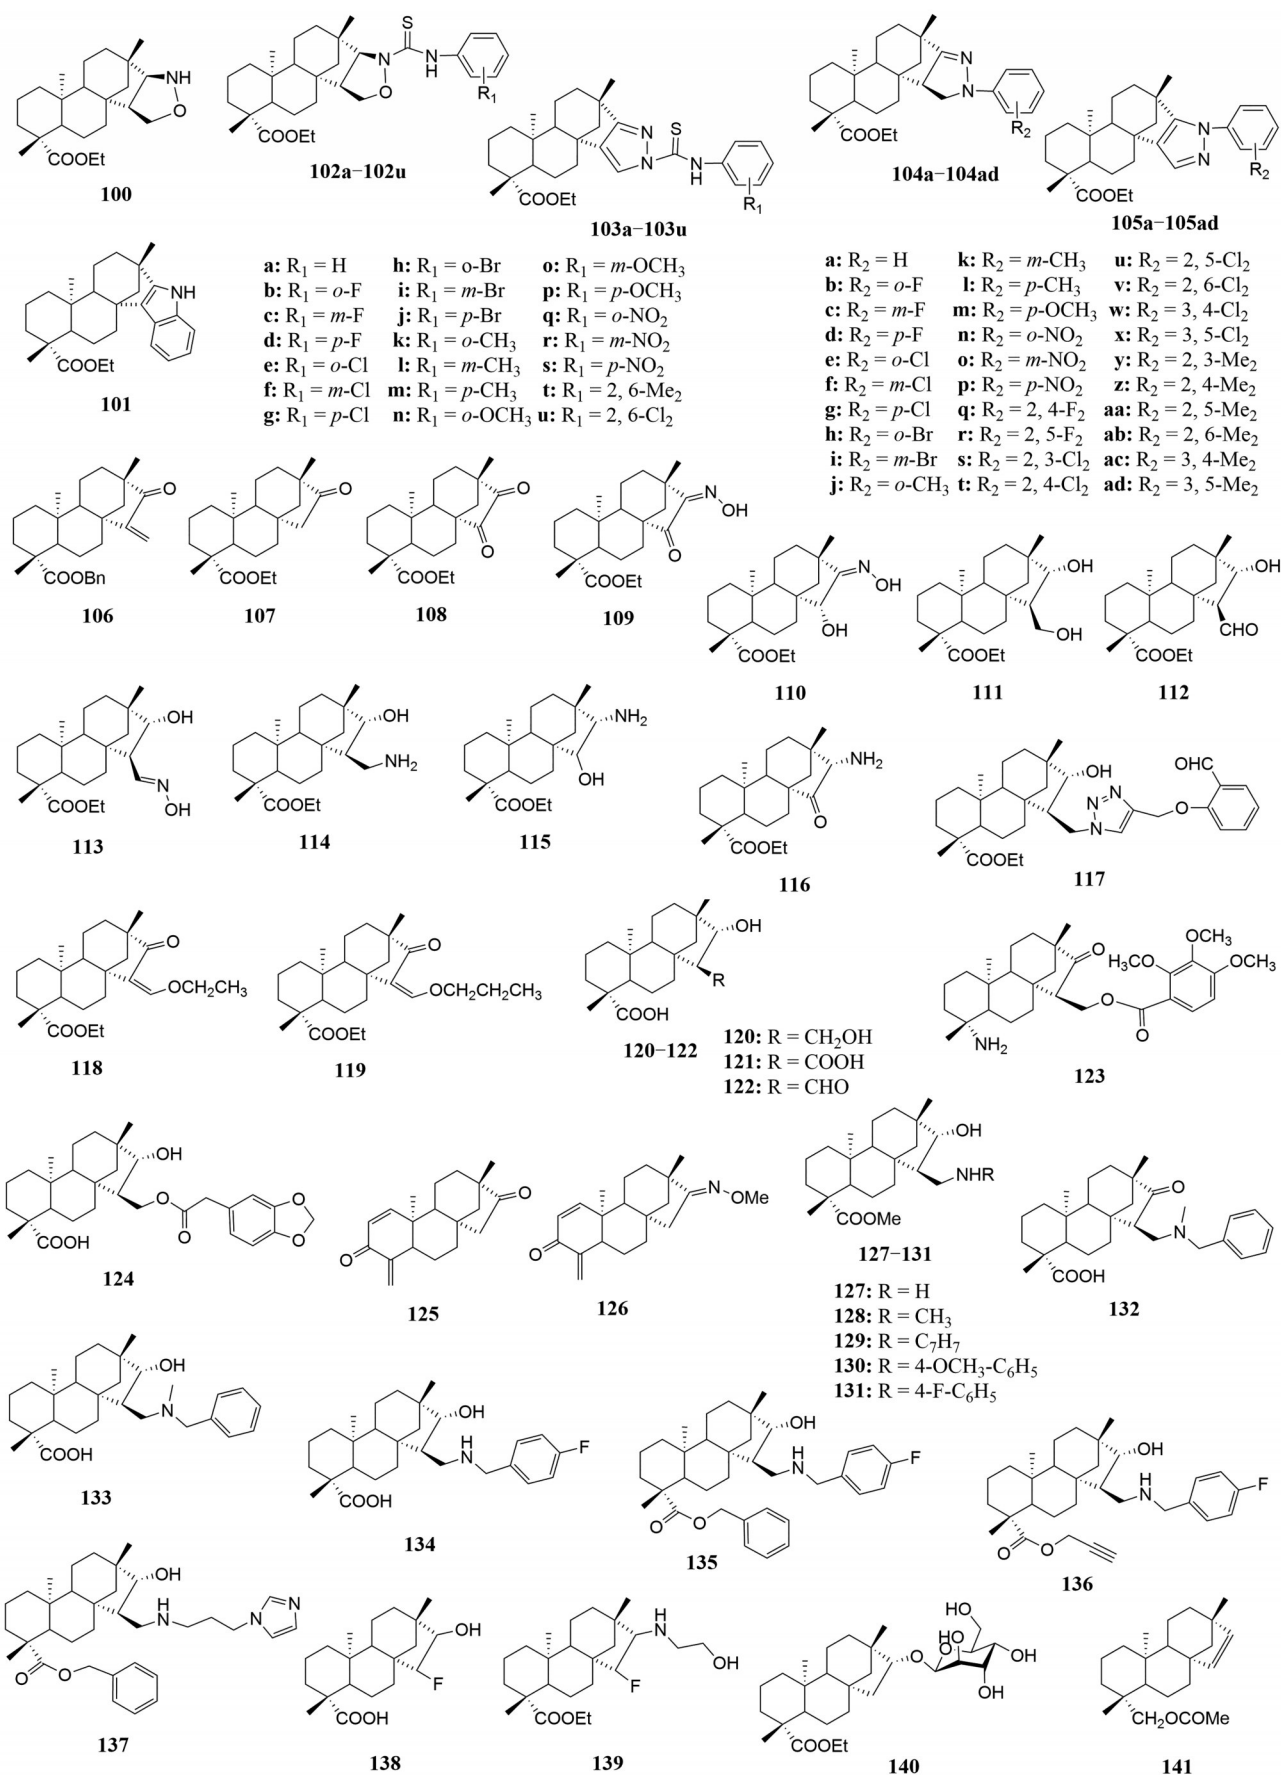 NH
O
COOEt
100
N
O
S
N
H
R1
COOEt
102a–102u
N
N
S
N
H
R1
COOEt
103a–103u
N
N
R2
COOEt
104a–104ad
N
N
R2
COOEt
105a–105ad
NH
COOEt
101
a: R1 = H h: R1 = o-Br o: R1 = m-OCH3
b: R1 = o-F i: R1 = m-Br p: R1 = p-OCH3
c: R1 = m-F j: R1 = p-Br q: R1 = o-NO2
d: R1 = p-F k: R1 = o-CH3 r: R1 = m-NO2
e: R1 = o-Cl l: R1 = m-CH3 s: R1 = p-NO2
f: R1 = m-Cl m: R1 = p-CH3 t: R1 = 2, 6-Me2
g: R1 = p-Cl n: R1 = o-OCH3 u: R1 = 2, 6-Cl2
a: R2 = H k: R2 = m-CH3 u: R2 = 2, 5-Cl2
b: R2 = o-F l: R2 = p-CH3 v: R2 = 2, 6-Cl2
c: R2 = m-F m: R2 = p-OCH3 w: R2 = 3, 4-Cl2
d: R2 = p-F n: R2 = o-NO2 x: R2 = 3, 5-Cl2
e: R2 = o-Cl o: R2 = m-NO2 y: R2 = 2, 3-Me2
f: R2 = m-Cl p: R2 = p-NO2 z: R2 = 2, 4-Me2
g: R2 = p-Cl q: R2 = 2, 4-F2 aa: R2 = 2, 5-Me2
h: R2 = o-Br r: R2 = 2, 5-F2 ab: R2 = 2, 6-Me2
i: R2 = m-Br s: R2 = 2, 3-Cl2 ac: R2 = 3, 4-Me2
j: R2 = o-CH3 t: R2 = 2, 4-Cl2 ad: R2 = 3, 5-Me2
O
COOBn
106
O
COOEt
107
O
O
COOEt
108
N
OH
O
COOEt
109
N
OH
OH
COOEt
110
OH
OH
COOEt
111
OH
CHO
COOEt
112
OH
N
OH
COOEt
113
OH
NH2
COOEt
114
NH2
OH
COOEt
115
NH2
O
COOEt
116
OH
N
N
N
O
OHC
COOEt
117
O
OCH2CH3
COOEt
118
O
OCH2CH2CH3
COOEt
119
OH
R
COOH
120–122
120: R = CH2OH
121: R = COOH
122: R = CHO
O
O
O
H3CO
OCH3
OCH3
NH2
123
OH
O
O
O
O
COOH
124
O
O
125
N
OMe
O
126
OH
NHR
COOMe
127–131
127: R = H
128: R = CH3
129: R = C7H7
130: R = 4-OCH3-C6H5
131: R = 4-F-C6H5
O
N
COOH
132
OH
N
COOH
133
OH
H
N
F
COOH
134
OH
H
N
F
O
O
135
OH
H
N
F
O
O
136
OH
N
H
N
N
O
O
137
OH
F
COOH
138
H
N
OH
F
COOEt
139
HO
HO
HO
O
O
OH
OH
COOEt
140
CH2OCOMe
141